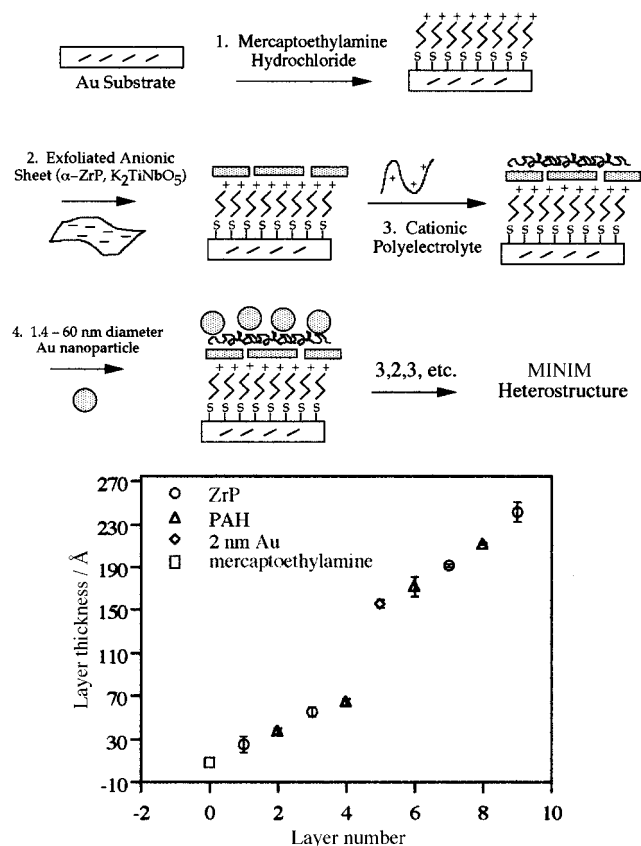 1. Mercaptoethylamine
Hydrochloride
Au Substrate
+ + + + + + + +
S S S S S S S S
2. Exfoliated Anionic
Sheet (α–ZrP, K₂TiNbO₅)
+ + + + + + + +
S S S S S S S S
+ +
3. Cationic
Polyelectrolyte
+ + + + + + + +
S S S S S S S S
4. 1.4 – 60 nm diameter
Au nanoparticle
+ + + + + + + +
S S S S S S S S
3,2,3, etc.
MINIM
Heterostructure
270
230
190
150
110
70
30
-10
Layer thickness / Å
ZrP
PAH
2 nm Au
mercaptoethylamine
-2 0 2 4 6 8 10
Layer number